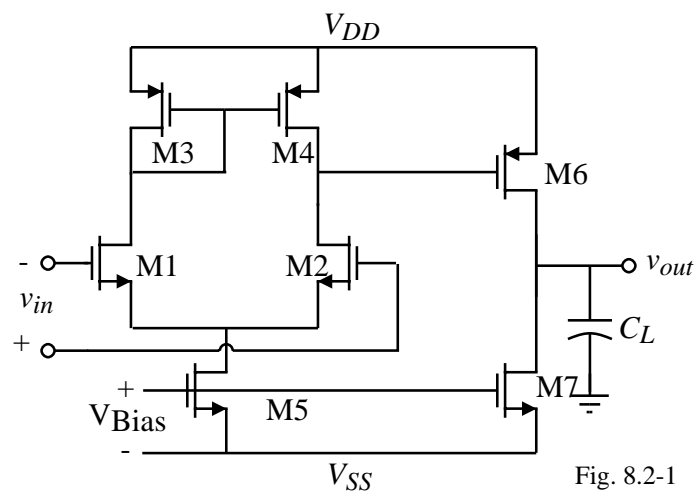 VDD
M3
M4
M6
-
M1
M2
vout
vin
CL
+
+
M5
M7
VBias
-
VSS
Fig. 8.2-1